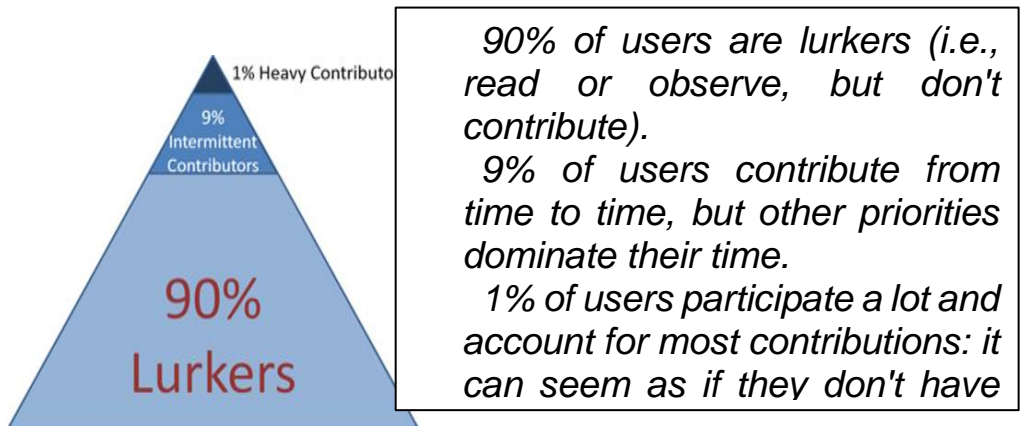 1% Heavy Contributo
9%
Intermittent
Contributors
90%
Lurkers
90% of users are lurkers (i.e.,
read or observe, but don't
contribute).
9% of users contribute from
time to time, but other priorities
dominate their time.
1% of users participate a lot and
account for most contributions: it
can seem as if they don't have